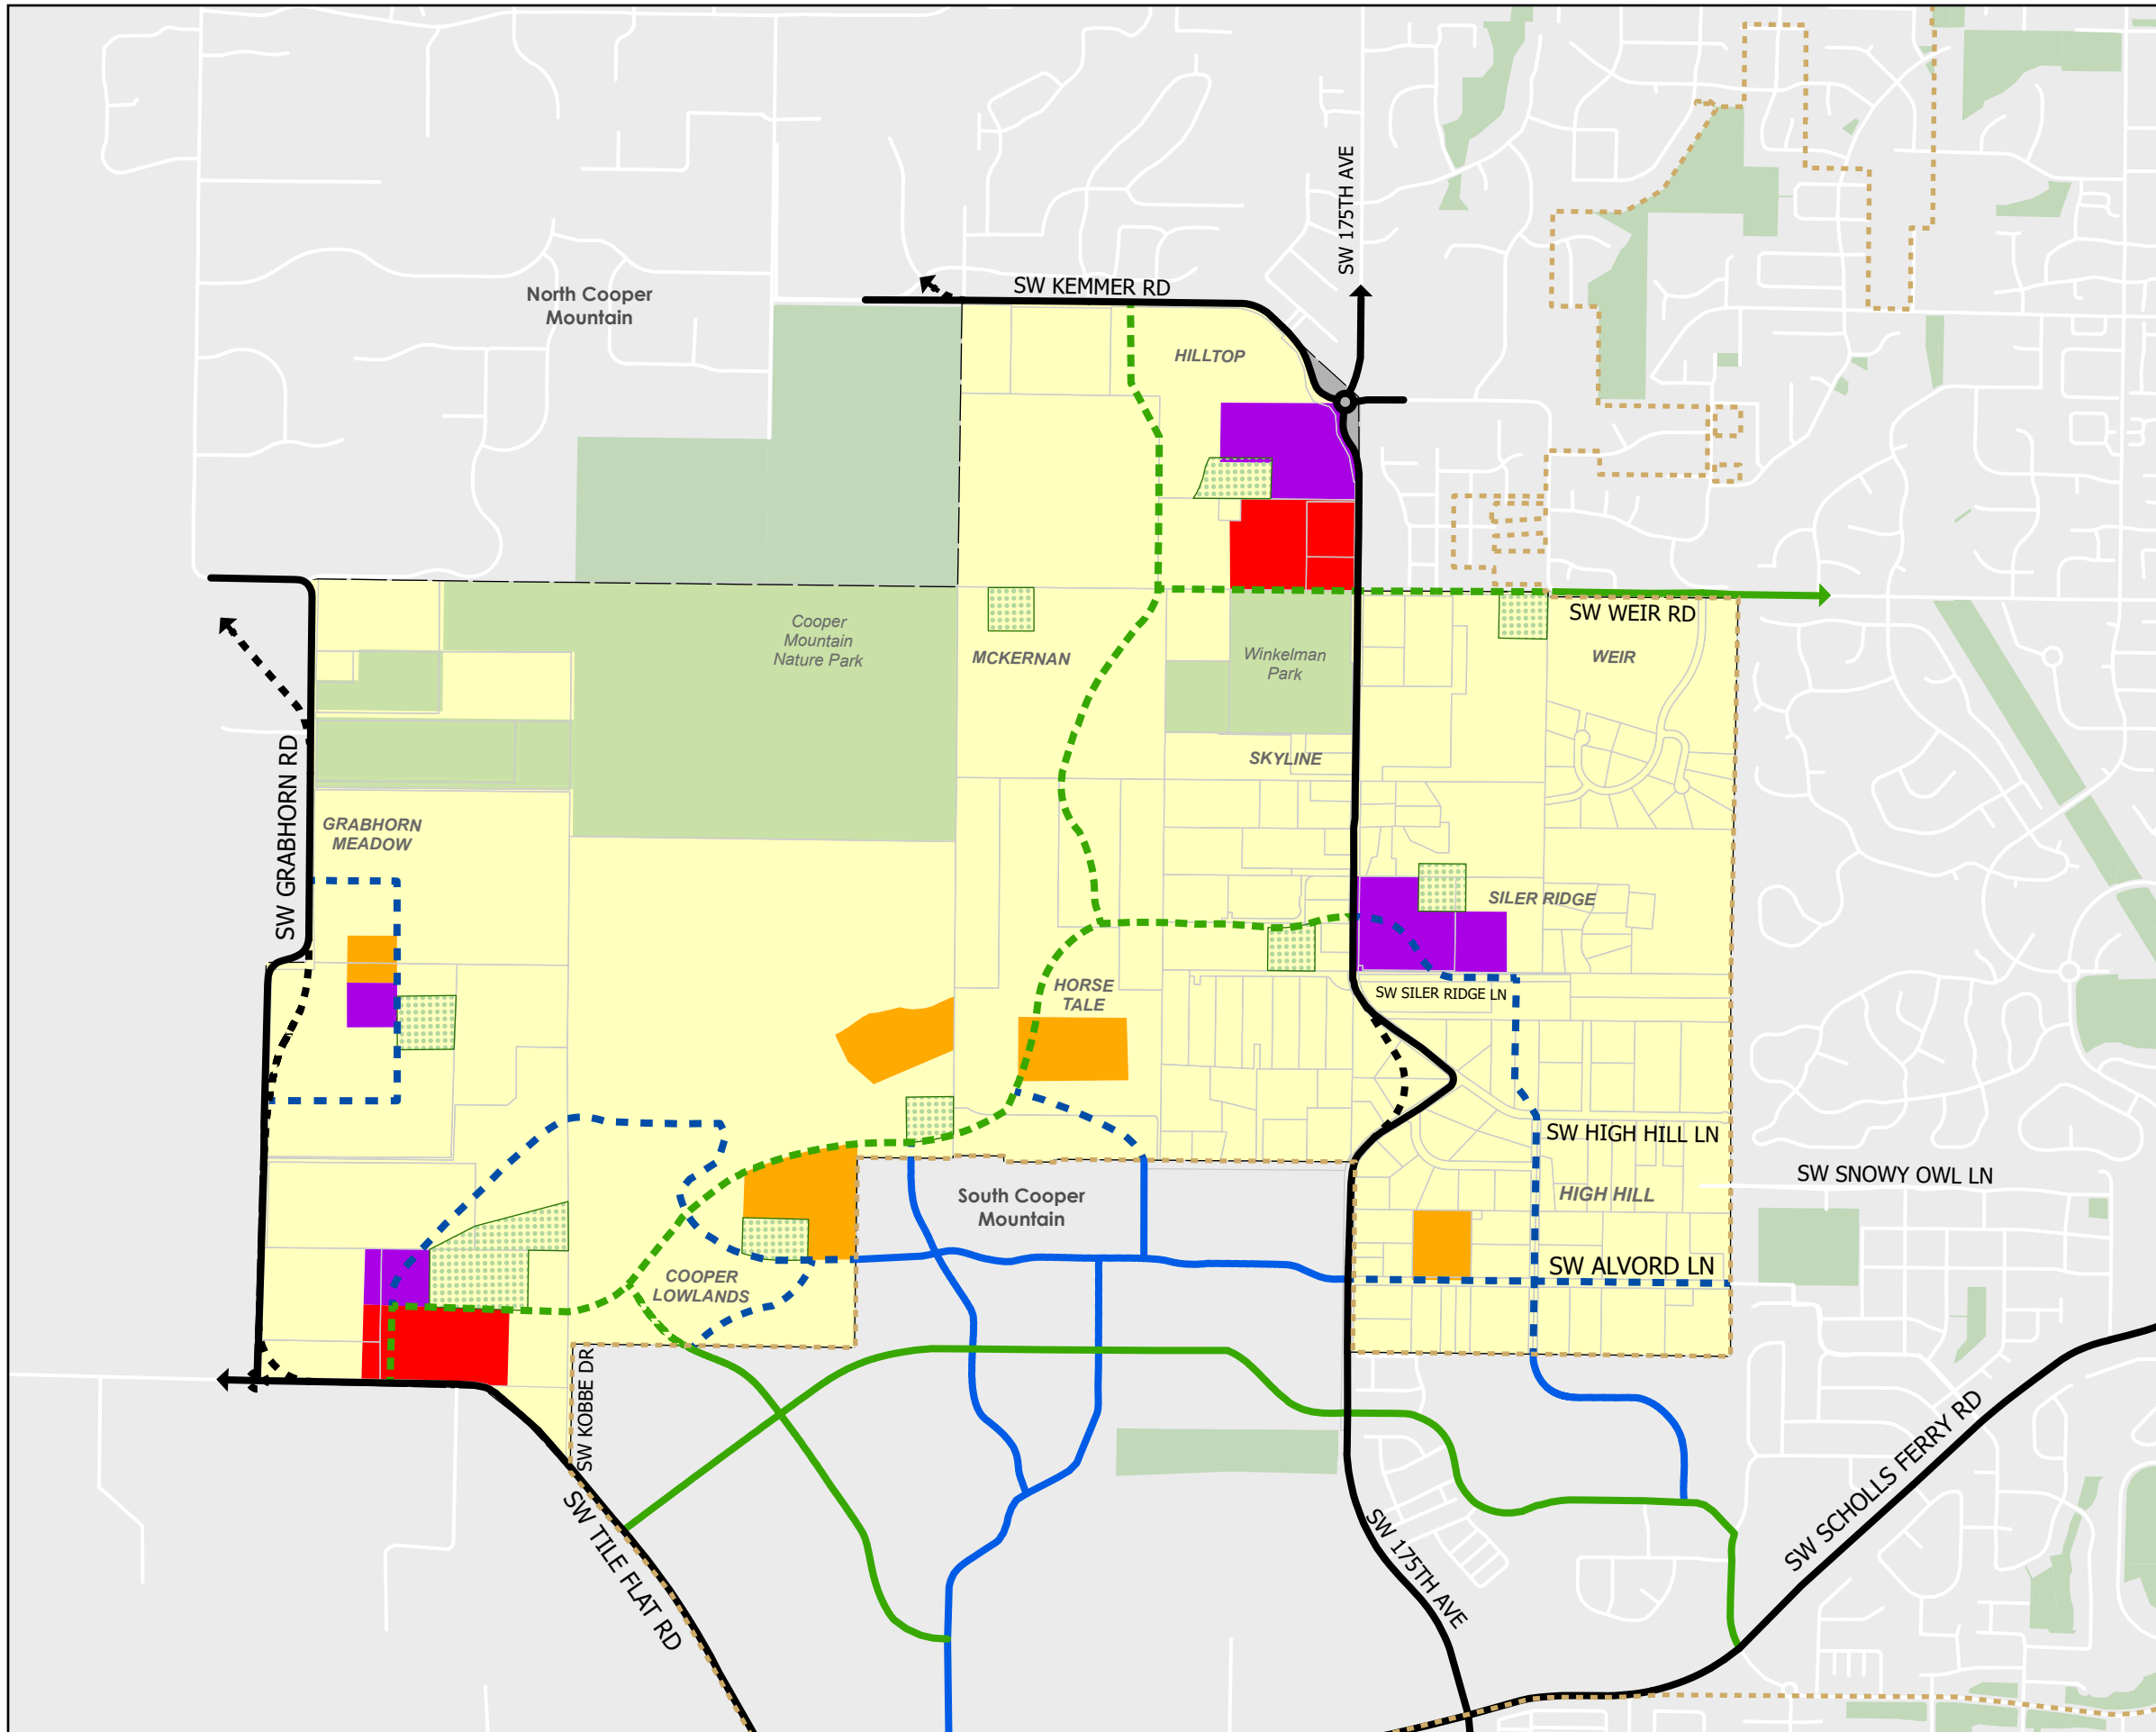 SW 175TH AVE
SW KEMMER RD
North Cooper
Mountain
HILLTOP
SW WEIR RD
Cooper
Mountain
Nature Park
MCKERNAN
Winkelman
Park
WEIR
SKYLINE
SW GRABHORN RD
GRABHORN
MEADOW
SILER RIDGE
HORSE
TALE
SW SILER RIDGE LN
SW HIGH HILL LN
SW SNOWY OWL LN
South Cooper
Mountain
HIGH HILL
SW ALVORD LN
COOPER
LOWLANDS
SW KOBBE DR
SW TILE FLAT RD
SW 175TH AVE
SW SCHOLLS FERRY RD